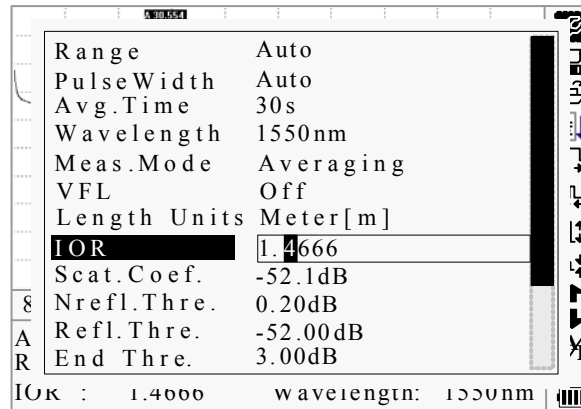 A 30.554
Range Auto
PulseWidth Auto
Avg.Time 30s
Wavelength 1550nm
Meas.Mode Averaging
VFL Off
Length Units Meter[m]
IOR 1.4666
Scat.Coef. -52.1dB
8 Nrefl.Thre. 0.20dB
A Refl.Thre. -52.00dB
R End Thre. 3.00dB
IOR : 1.4666 Wavelength: 1550nm